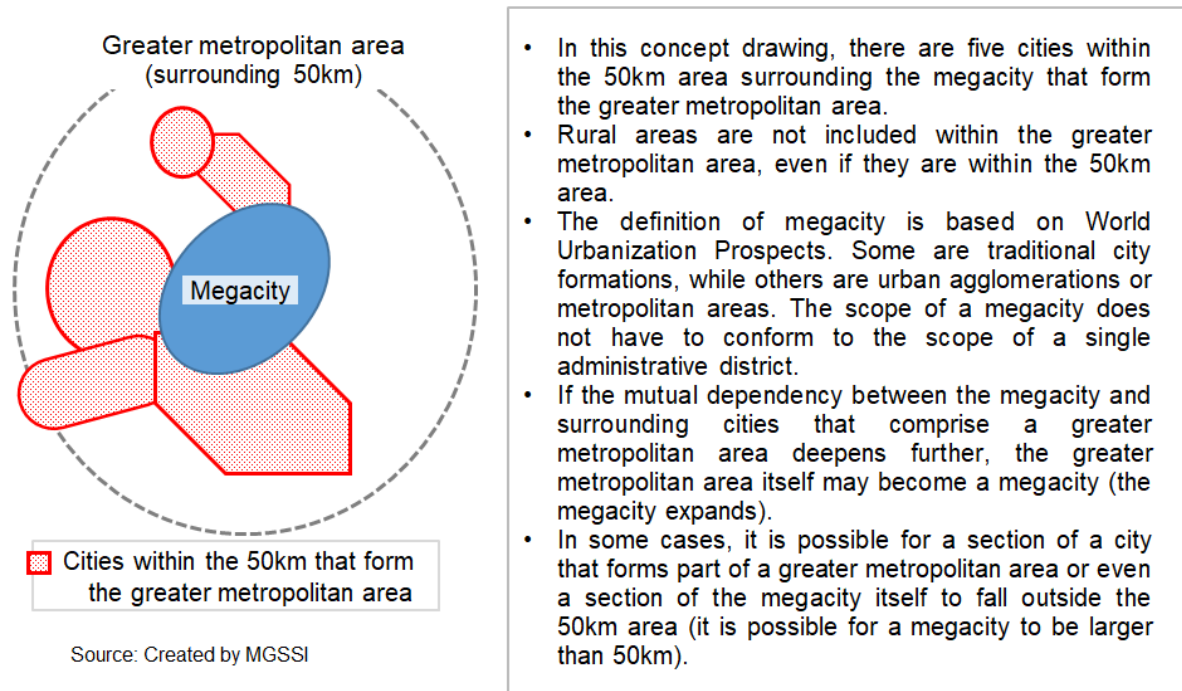 Greater metropolitan area
(surrounding 50km)
Megacity
Cities within the 50km that form
the greater metropolitan area
Source: Created by MGSSI
• In this concept drawing, there are five cities within
the 50km area surrounding the megacity that form
the greater metropolitan area.
• Rural areas are not included within the greater
metropolitan area, even if they are within the 50km
area.
• The definition of megacity is based on World
Urbanization Prospects. Some are traditional city
formations, while others are urban agglomerations or
metropolitan areas. The scope of a megacity does
not have to conform to the scope of a single
administrative district.
• If the mutual dependency between the megacity and
surrounding cities that comprise a greater
metropolitan area deepens further, the greater
metropolitan area itself may become a megacity (the
megacity expands).
• In some cases, it is possible for a section of a city
that forms part of a greater metropolitan area or even
a section of the megacity itself to fall outside the
50km area (it is possible for a megacity to be larger
than 50km).